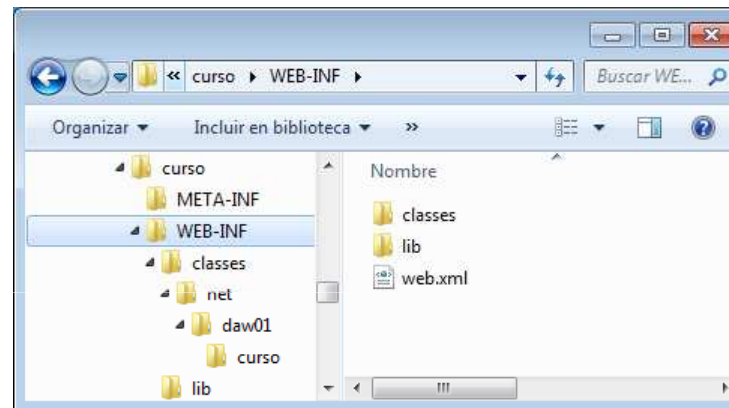 « curso ▸ WEB-INF ▸
Buscar WE...
Organizar ▾ Incluir en biblioteca ▾ »
curso
META-INF
WEB-INF
classes
net
daw01
curso
lib
Nombre
classes
lib
web.xml